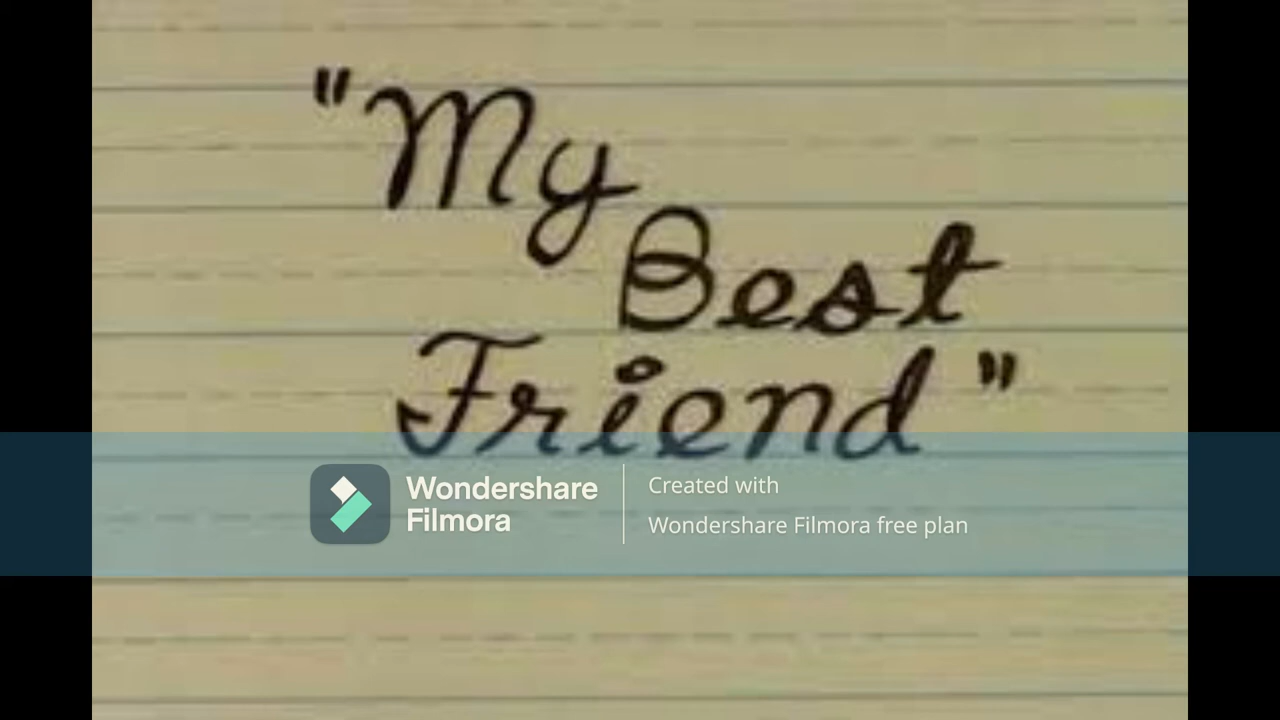 "My
Best
Friend"
Wondershare
Filmora
Created with
Wondershare Filmora free plan